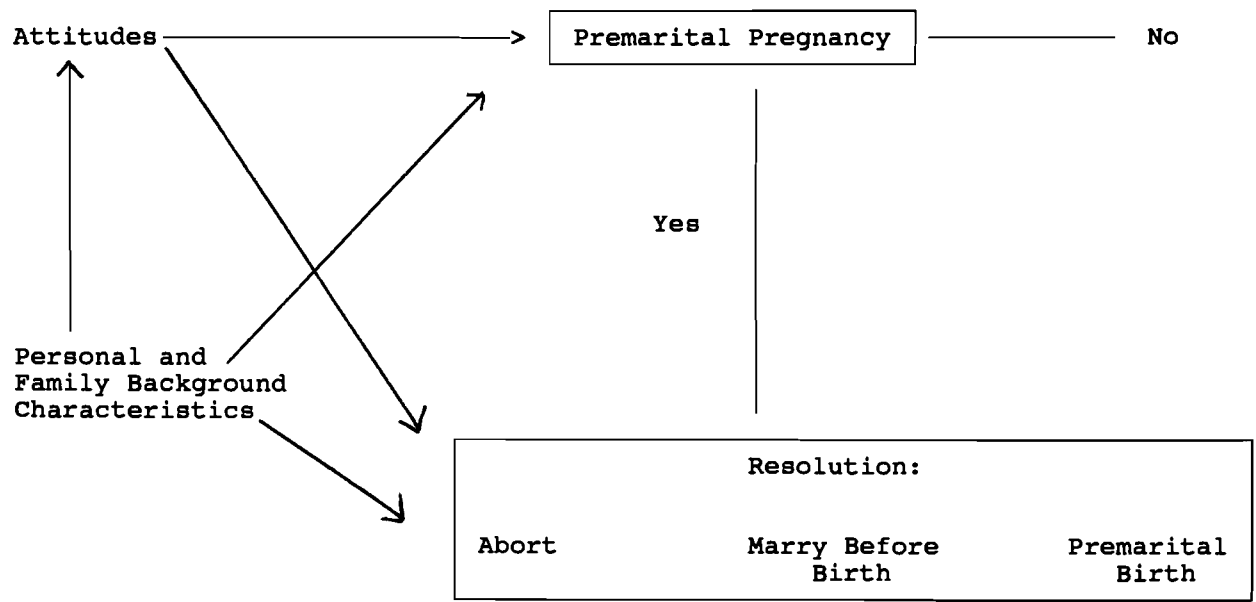 Attitudes
Premarital Pregnancy
No
Yes
Personal and
Family Background
Characteristics
Resolution:
Abort
Marry Before
Birth
Premarital
Birth